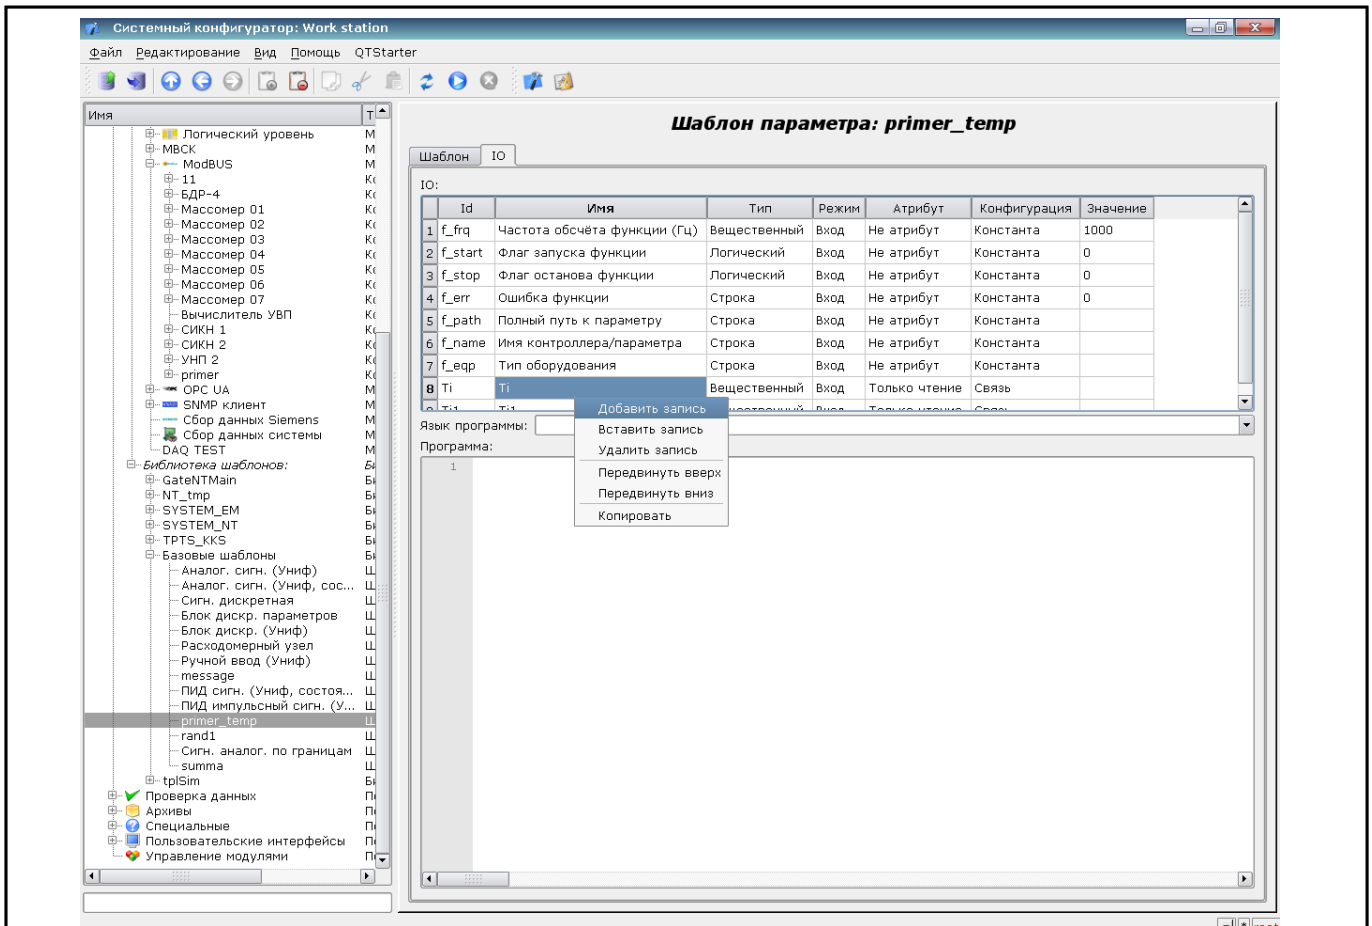 Системный конфигуратор: Work station
Файл Редактирование Вид Помощь QTStarter
Имя Т
Логический уровень М
МВСК М
ModBUS М
11
БДР-4
Массомер 01
Массомер 02
Массомер 03
Массомер 04
Массомер 05
Массомер 06
Массомер 07
Вычислитель УВП
СИКН 1
СИКН 2
УНП 2
primer
OPC UA М
SNMP клиент М
Сбор данных Siemens М
Сбор данных системы М
DAQ TEST М
Библиотека шаблонов:
GateNTMain
NT_tmp
SYSTEM_EM
SYSTEM_NT
TPTS_KKS
Базовые шаблоны
Аналог. сигн. (Униф)
Аналог. сигн. (Униф, сос...
Сигн. дискретная
Блок дискр. параметров
Блок дискр. (Униф)
Расходомерный узел
Ручной ввод (Униф)
message
ПИД сигн. (Униф, состоя...
ПИД импульсный сигн. (У...
primer_temp
rand1
Сигн. аналог. по границам
summa
tplSim
Проверка данных
Архивы
Специальные
Пользовательские интерфейсы
Управление модулями
Шаблон параметра: primer_temp
Шаблон IO
IO:
Id Имя Тип Режим Атрибут Конфигурация Значение
1 f_frq Частота обсчёта функции (Гц) Вещественный Вход Не атрибут Константа 1000
2 f_start Флаг запуска функции Логический Вход Не атрибут Константа 0
3 f_stop Флаг останова функции Логический Вход Не атрибут Константа 0
4 f_err Ошибка функции Строка Вход Не атрибут Константа 0
5 f_path Полный путь к параметру Строка Вход Не атрибут Константа
6 f_name Имя контроллера/параметра Строка Вход Не атрибут Константа
7 f_eqp Тип оборудования Строка Вход Не атрибут Константа
8 Ti Ti Вещественный Вход Только чтение Связь
Добавить запись
Вставить запись
Удалить запись
Передвинуть вверх
Передвинуть вниз
Копировать
Язык программы:
Программа:
1